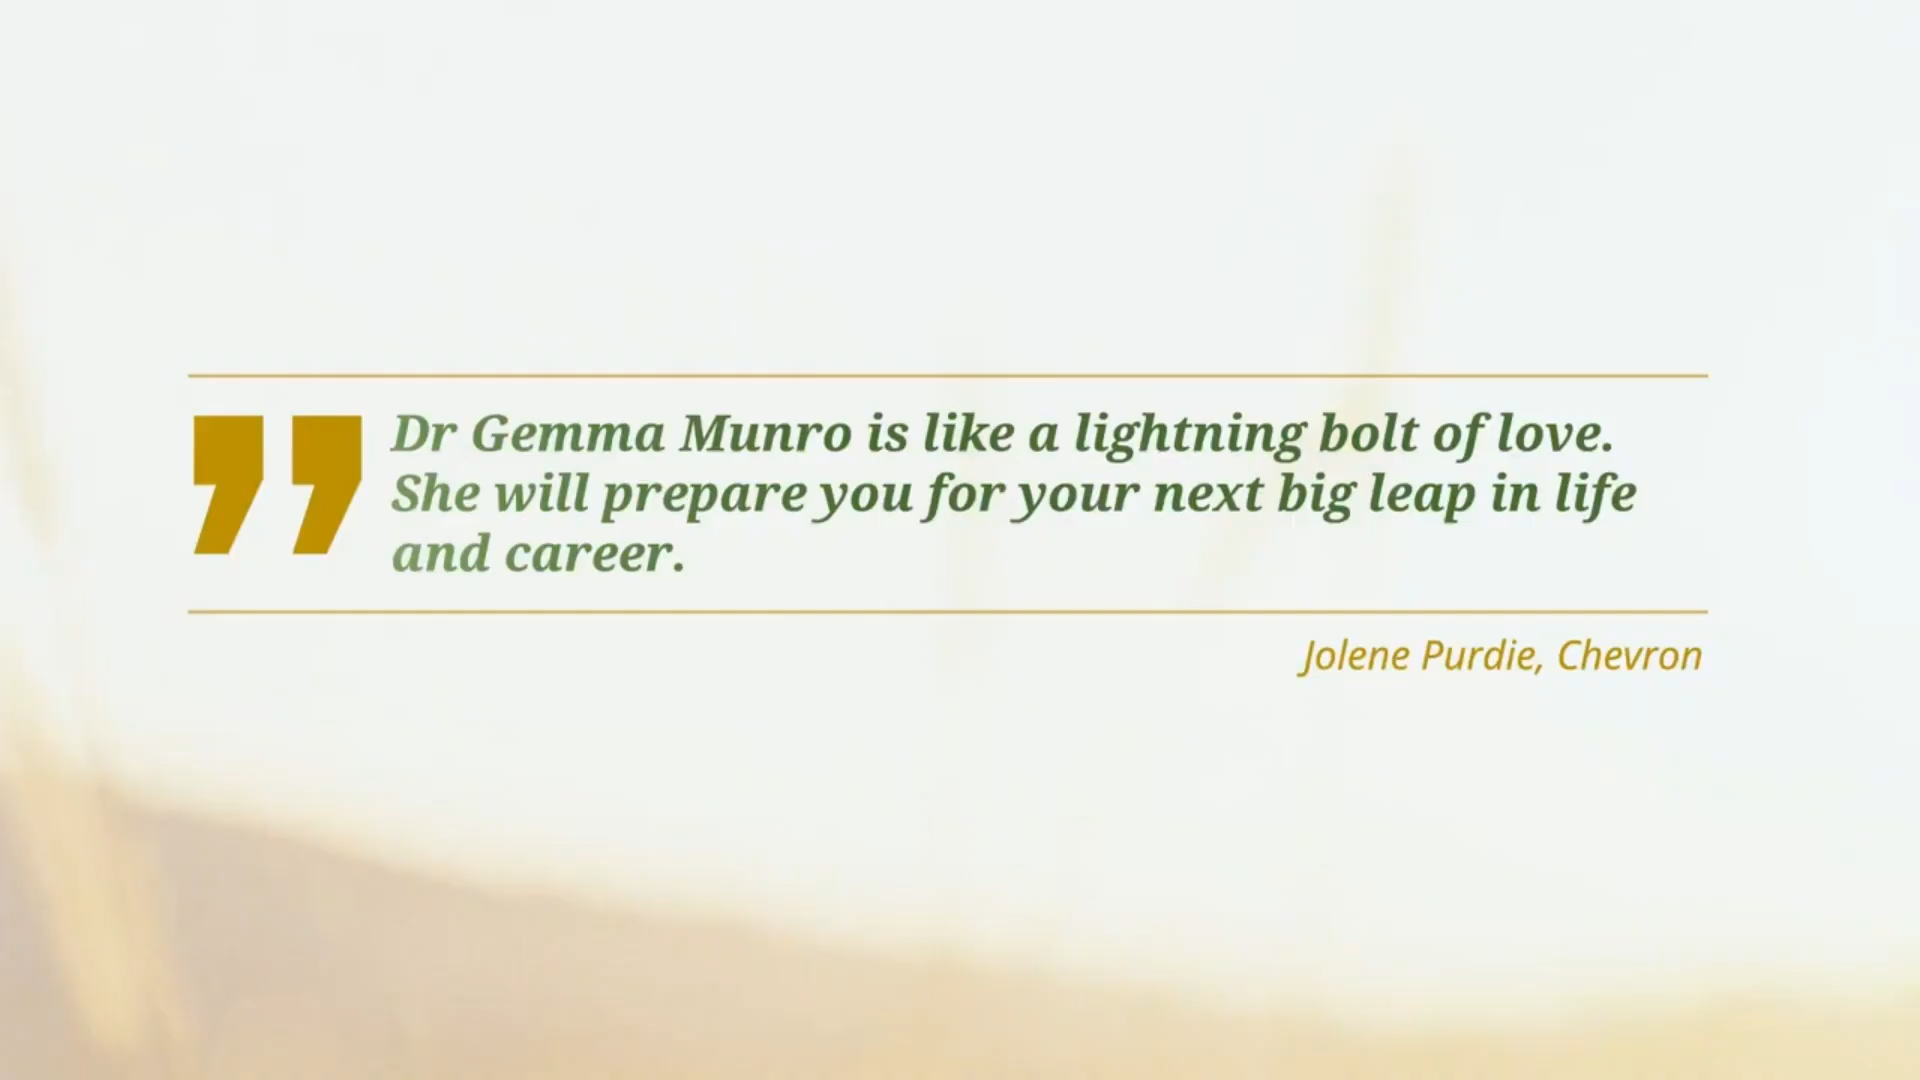 Dr Gemma Munro is like a lightning bolt of love.
She will prepare you for your next big leap in life
and career.
Jolene Purdie, Chevron